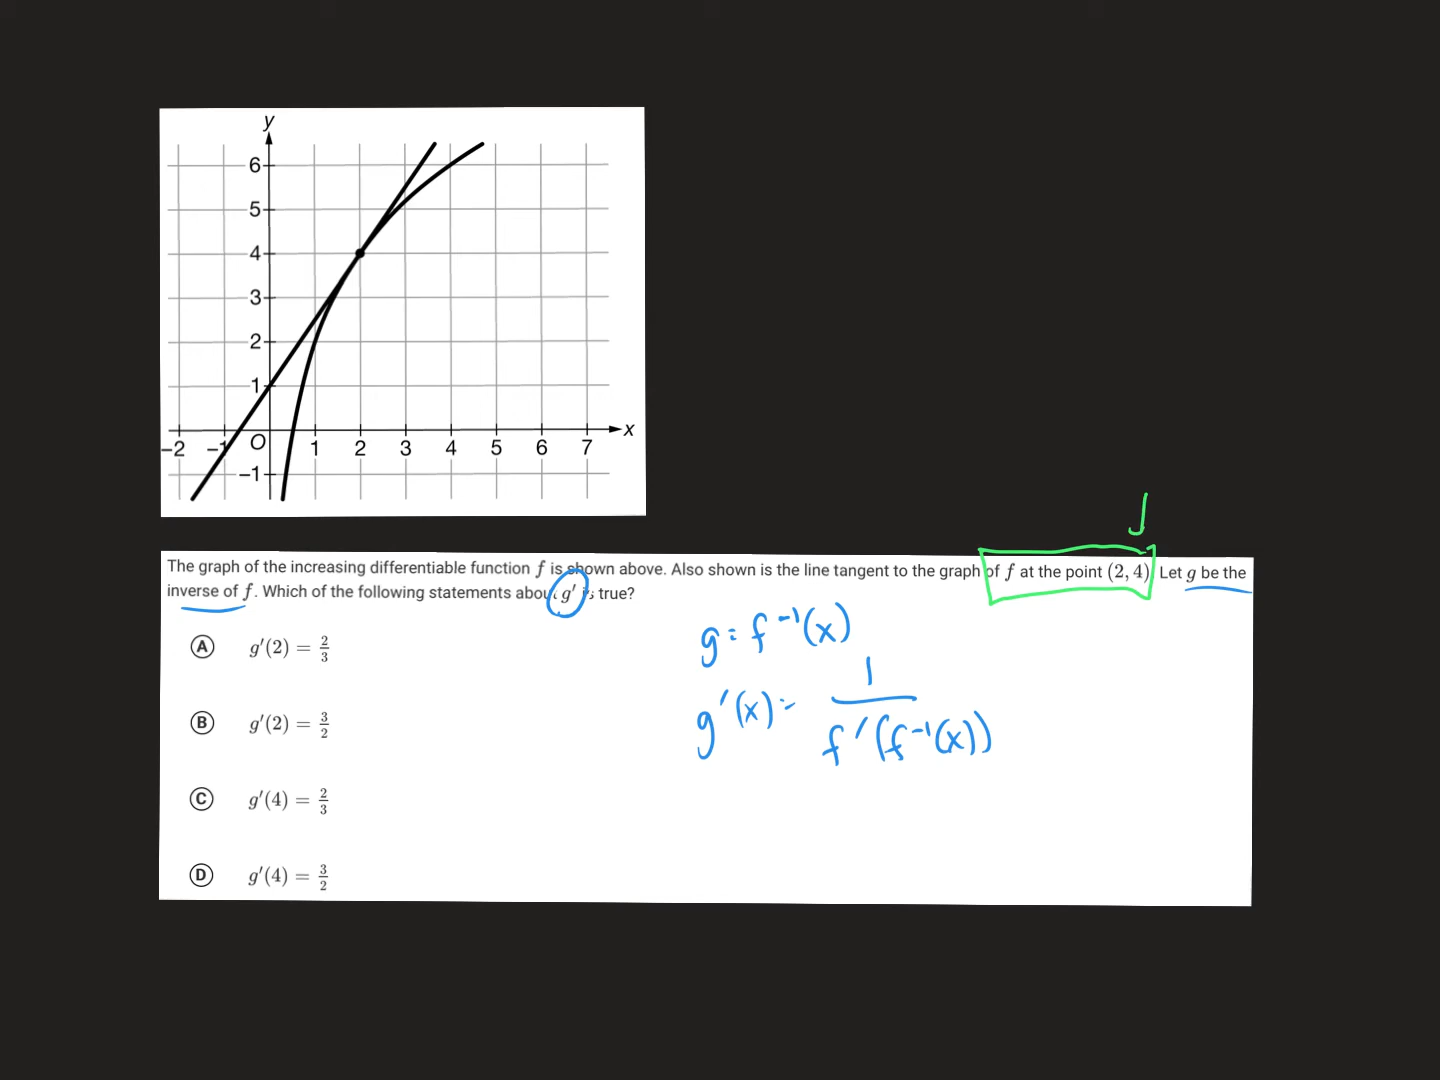 y
6
5
4
3
2
1
-2 -1 O 1 2 3 4 5 6 7 x
-1
J
The graph of the increasing differentiable function f is shown above. Also shown is the line tangent to the graph of f at the point (2, 4). Let g be the
inverse of f. Which of the following statements about g′ is true?
A g′(2) = 2/3
B g′(2) = 3/2
C g′(4) = 2/3
D g′(4) = 3/2
g = f⁻¹(x)
g′(x) = 1/f′(f⁻¹(x))